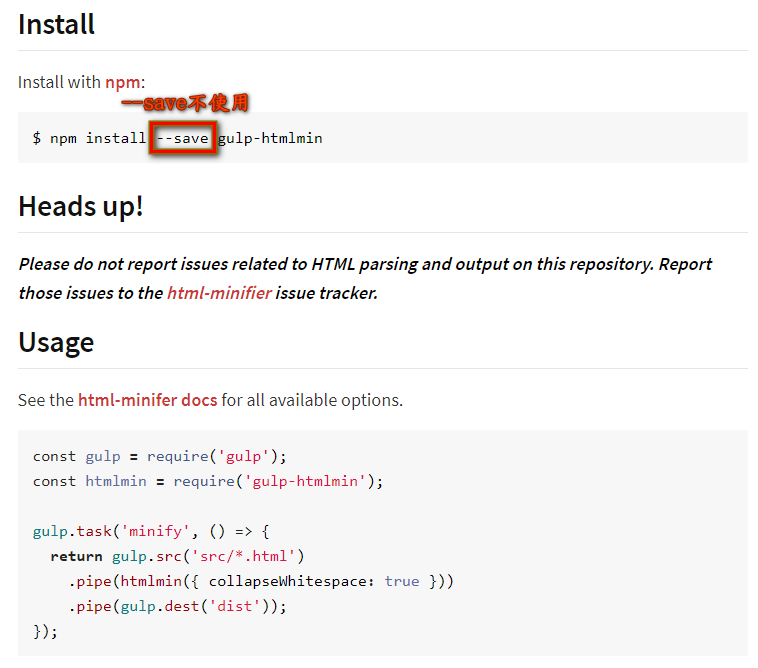 Install
Install with npm:
--save不使用
$ npm install --save gulp-htmlmin
Heads up!
Please do not report issues related to HTML parsing and output on this repository. Report
those issues to the html-minifier issue tracker.
Usage
See the html-minifer docs for all available options.
const gulp = require('gulp');
const htmlmin = require('gulp-htmlmin');
gulp.task('minify', () => {
  return gulp.src('src/*.html')
    .pipe(htmlmin({ collapseWhitespace: true }))
    .pipe(gulp.dest('dist'));
});